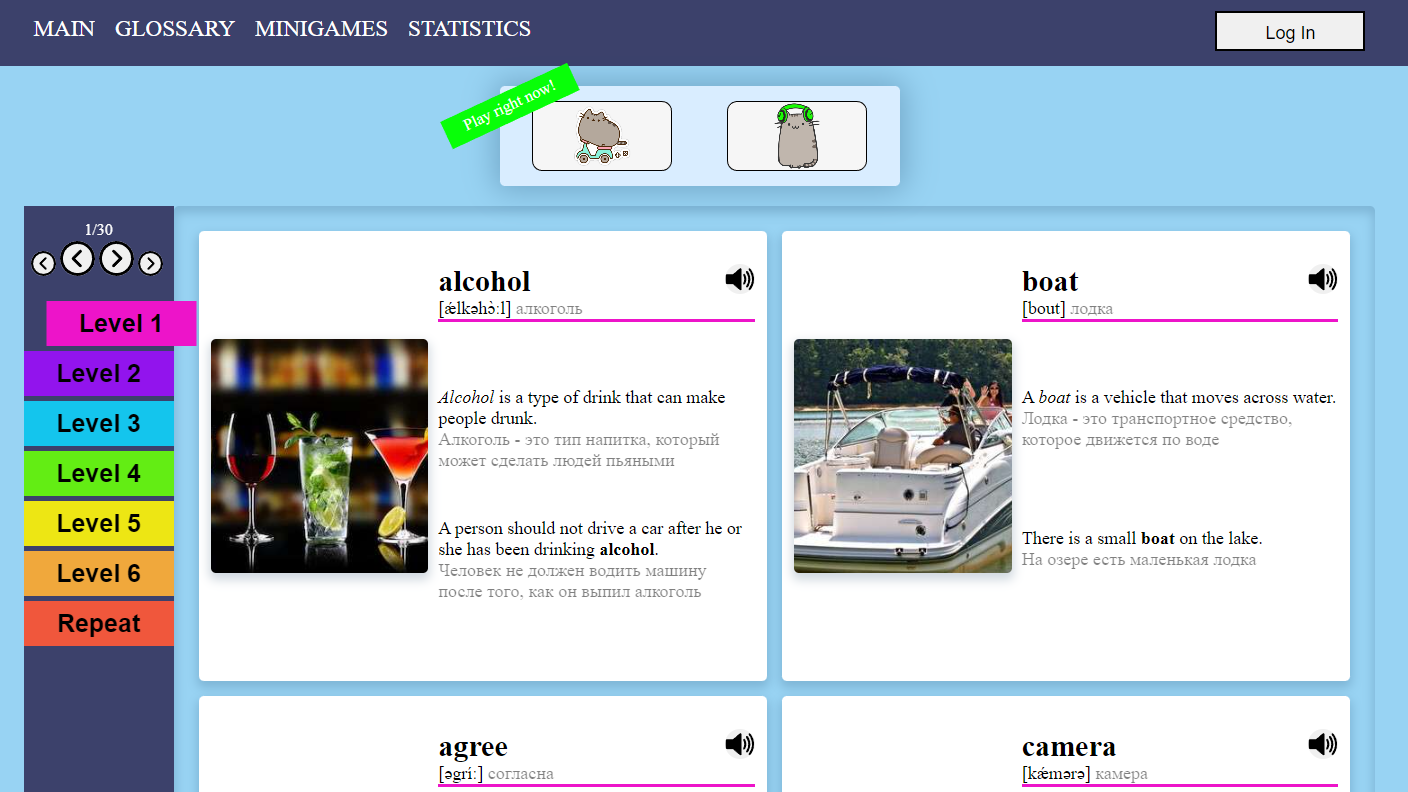 MAIN GLOSSARY MINIGAMES STATISTICS Log In
Play right now!
1/30
Level 1
Level 2
Level 3
Level 4
Level 5
Level 6
Repeat
alcohol
[ǽlkəhɔ̀:l] алкоголь
Alcohol is a type of drink that can make
people drunk.
Алкоголь - это тип напитка, который
может сделать людей пьяными
A person should not drive a car after he or
she has been drinking alcohol.
Человек не должен водить машину
после того, как он выпил алкоголь
boat
[bout] лодка
A boat is a vehicle that moves across water.
Лодка - это транспортное средство,
которое движется по воде
There is a small boat on the lake.
На озере есть маленькая лодка
agree
[əgríː] согласна
camera
[kǽmərə] камера